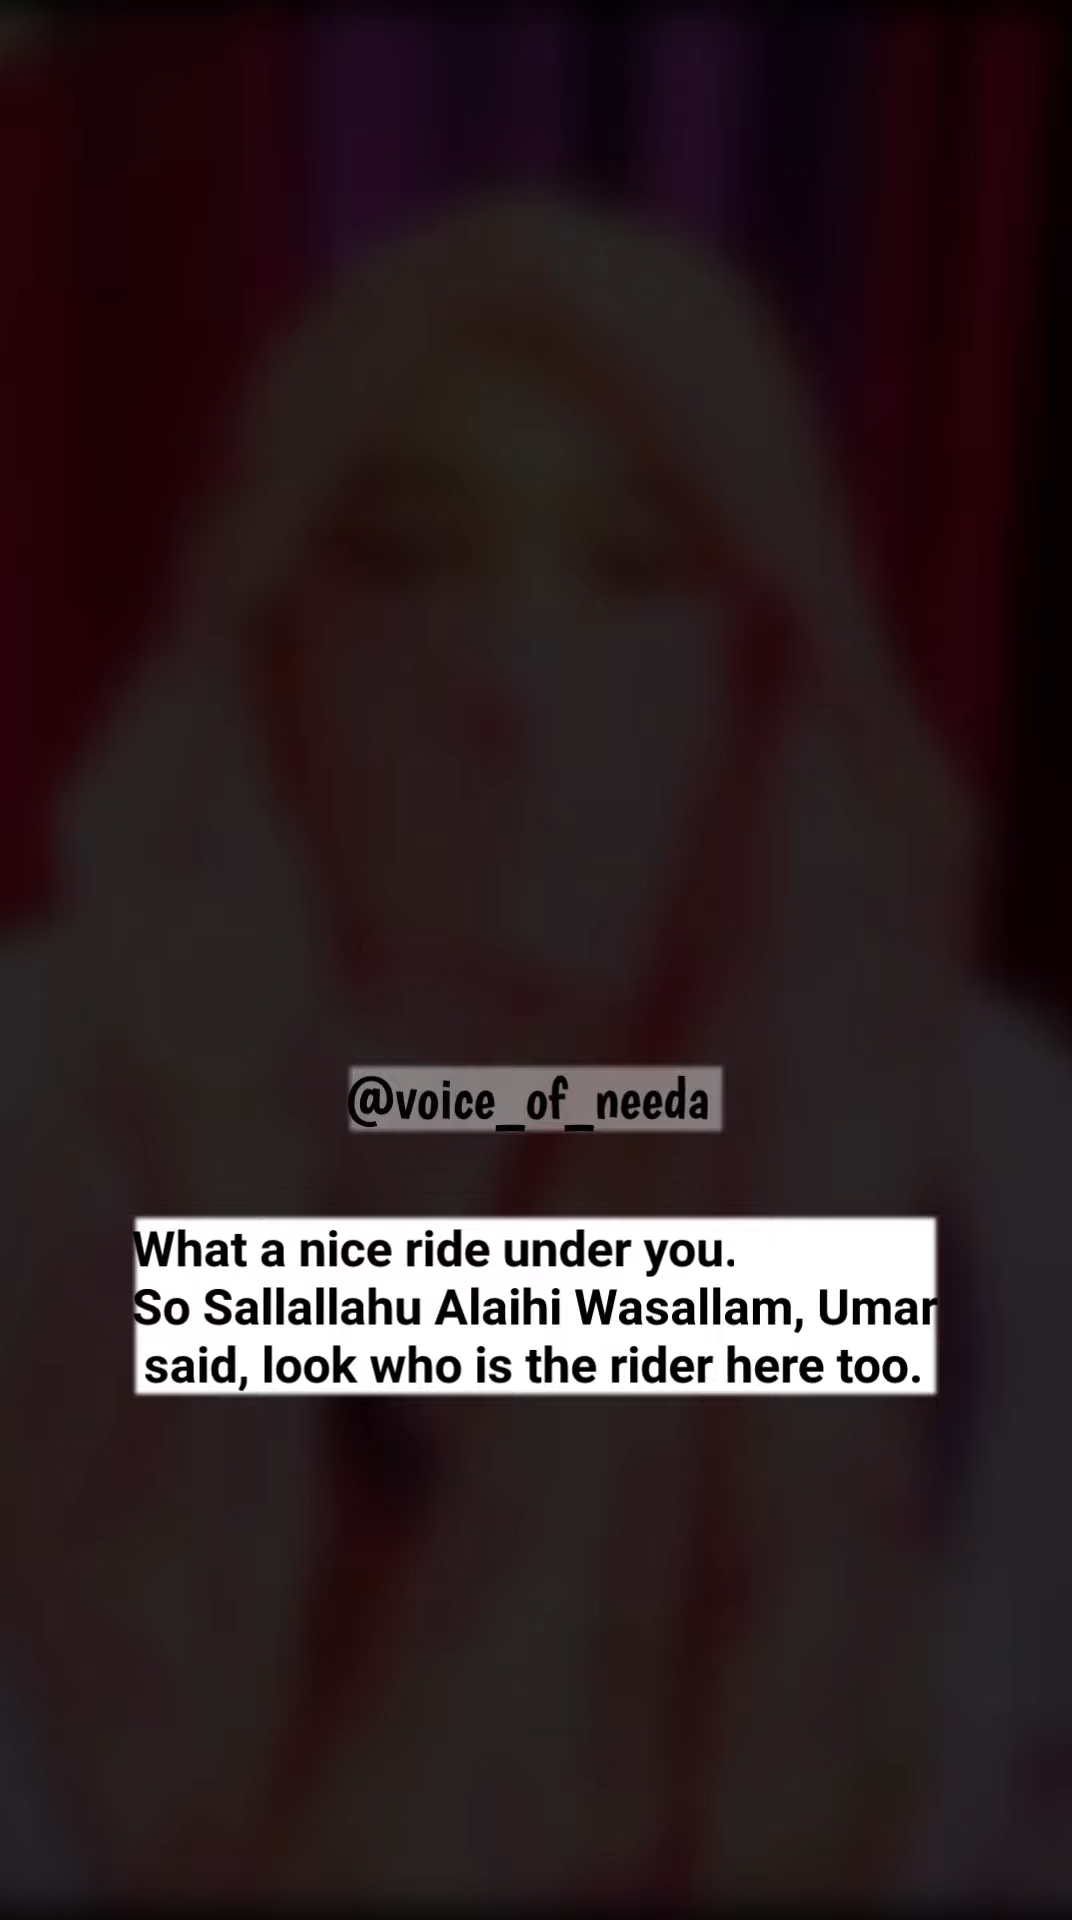 @voice_of_needa
What a nice ride under you.
So Sallallahu Alaihi Wasallam, Umar
said, look who is the rider here too.